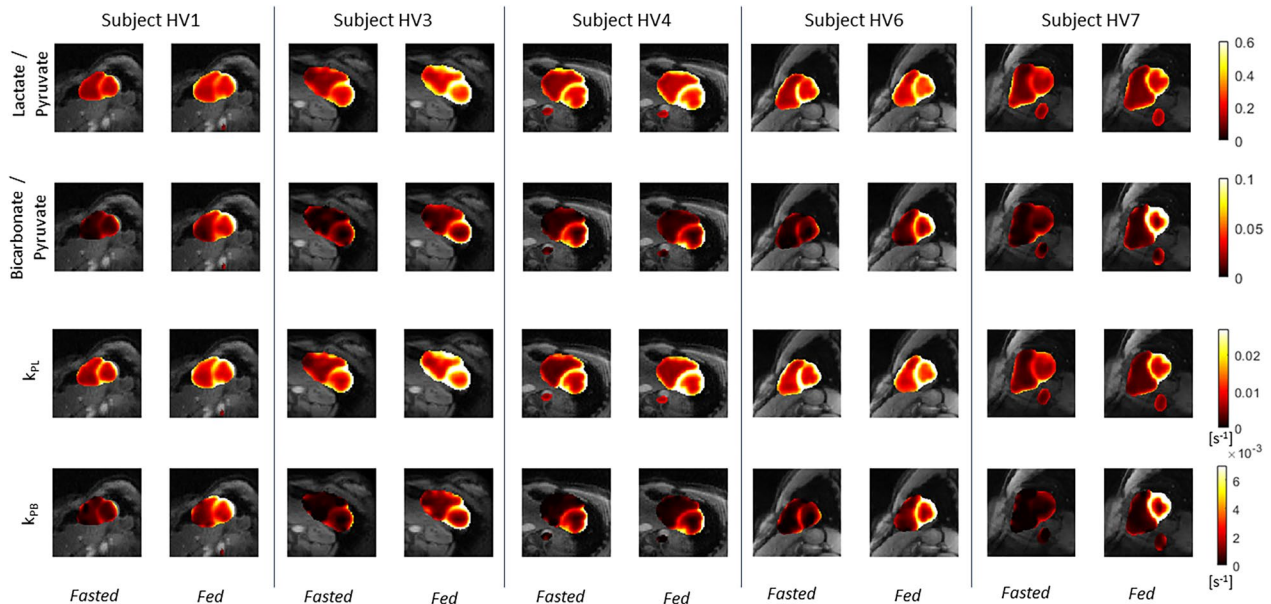 Subject HV1 Subject HV3 Subject HV4 Subject HV6 Subject HV7
Lactate /
Pyruvate
0.6
0.4
0.2
0
Bicarbonate /
Pyruvate
0.1
0.05
0
kPL
0.02
0.01
0
[s-1]
kPB
× 10-3
6
4
2
0
[s-1]
Fasted Fed Fasted Fed Fasted Fed Fasted Fed Fasted Fed